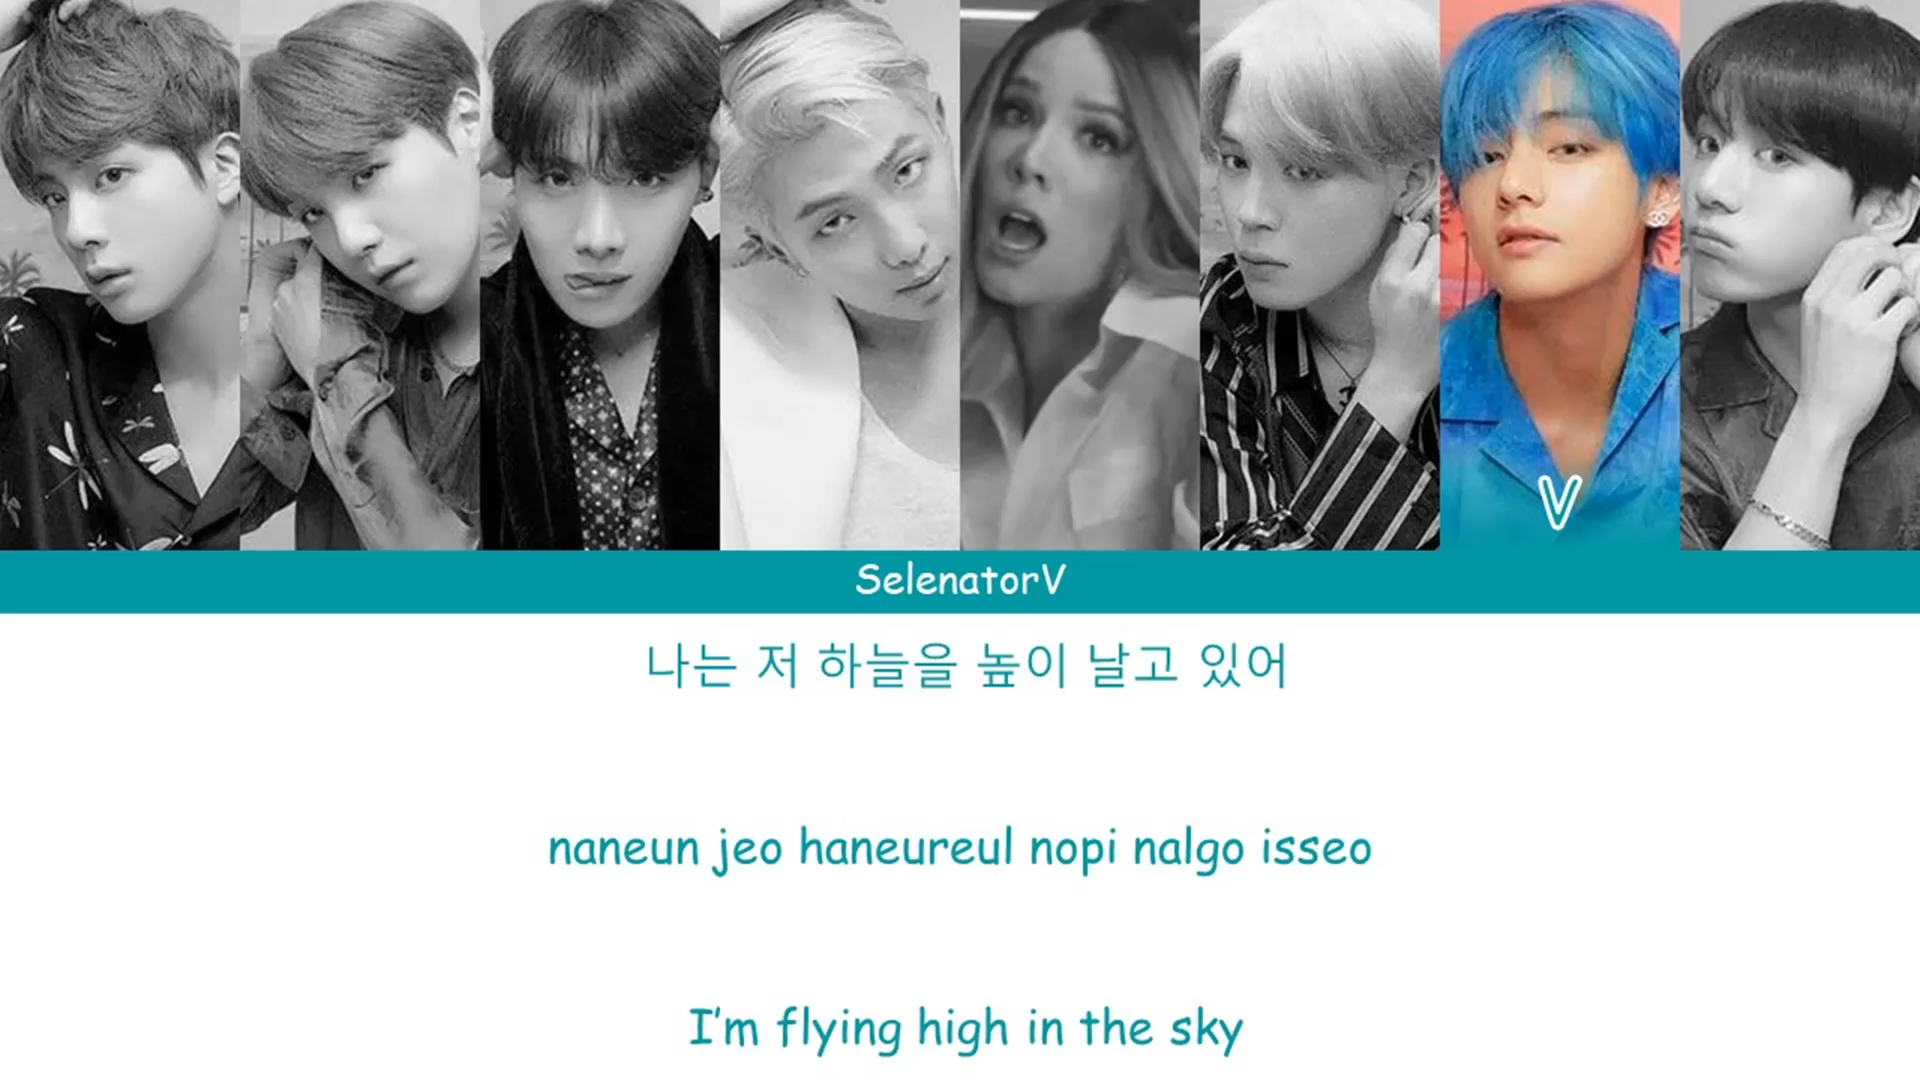 V
SelenatorV
나는 저 하늘을 높이 날고 있어
naneun jeo haneureul nopi nalgo isseo
I'm flying high in the sky